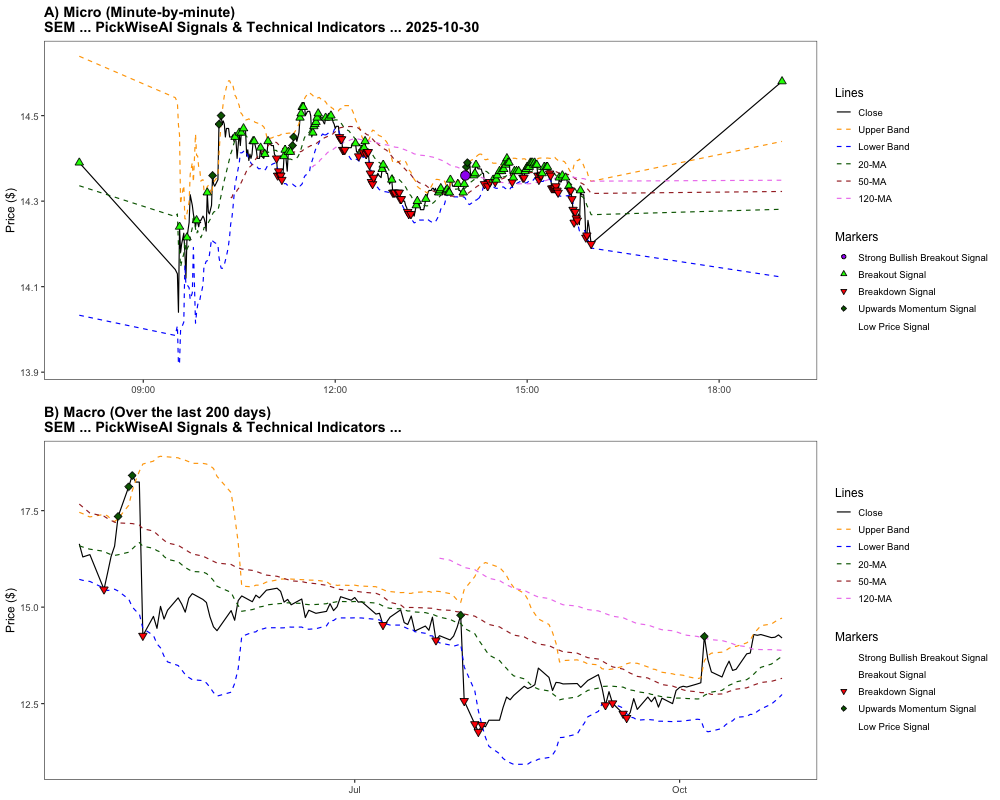 A) Micro (Minute-by-minute)
SEM ... PickWiseAI Signals & Technical Indicators ... 2025-10-30
Price ($)
14.5
14.3
14.1
13.9
09:00
12:00
15:00
18:00
Lines
Close
Upper Band
Lower Band
20-MA
50-MA
120-MA
Markers
Strong Bullish Breakout Signal
Breakout Signal
Breakdown Signal
Upwards Momentum Signal
Low Price Signal
B) Macro (Over the last 200 days)
SEM ... PickWiseAI Signals & Technical Indicators ...
Price ($)
17.5
15.0
12.5
Jul
Oct
Lines
Close
Upper Band
Lower Band
20-MA
50-MA
120-MA
Markers
Strong Bullish Breakout Signal
Breakout Signal
Breakdown Signal
Upwards Momentum Signal
Low Price Signal